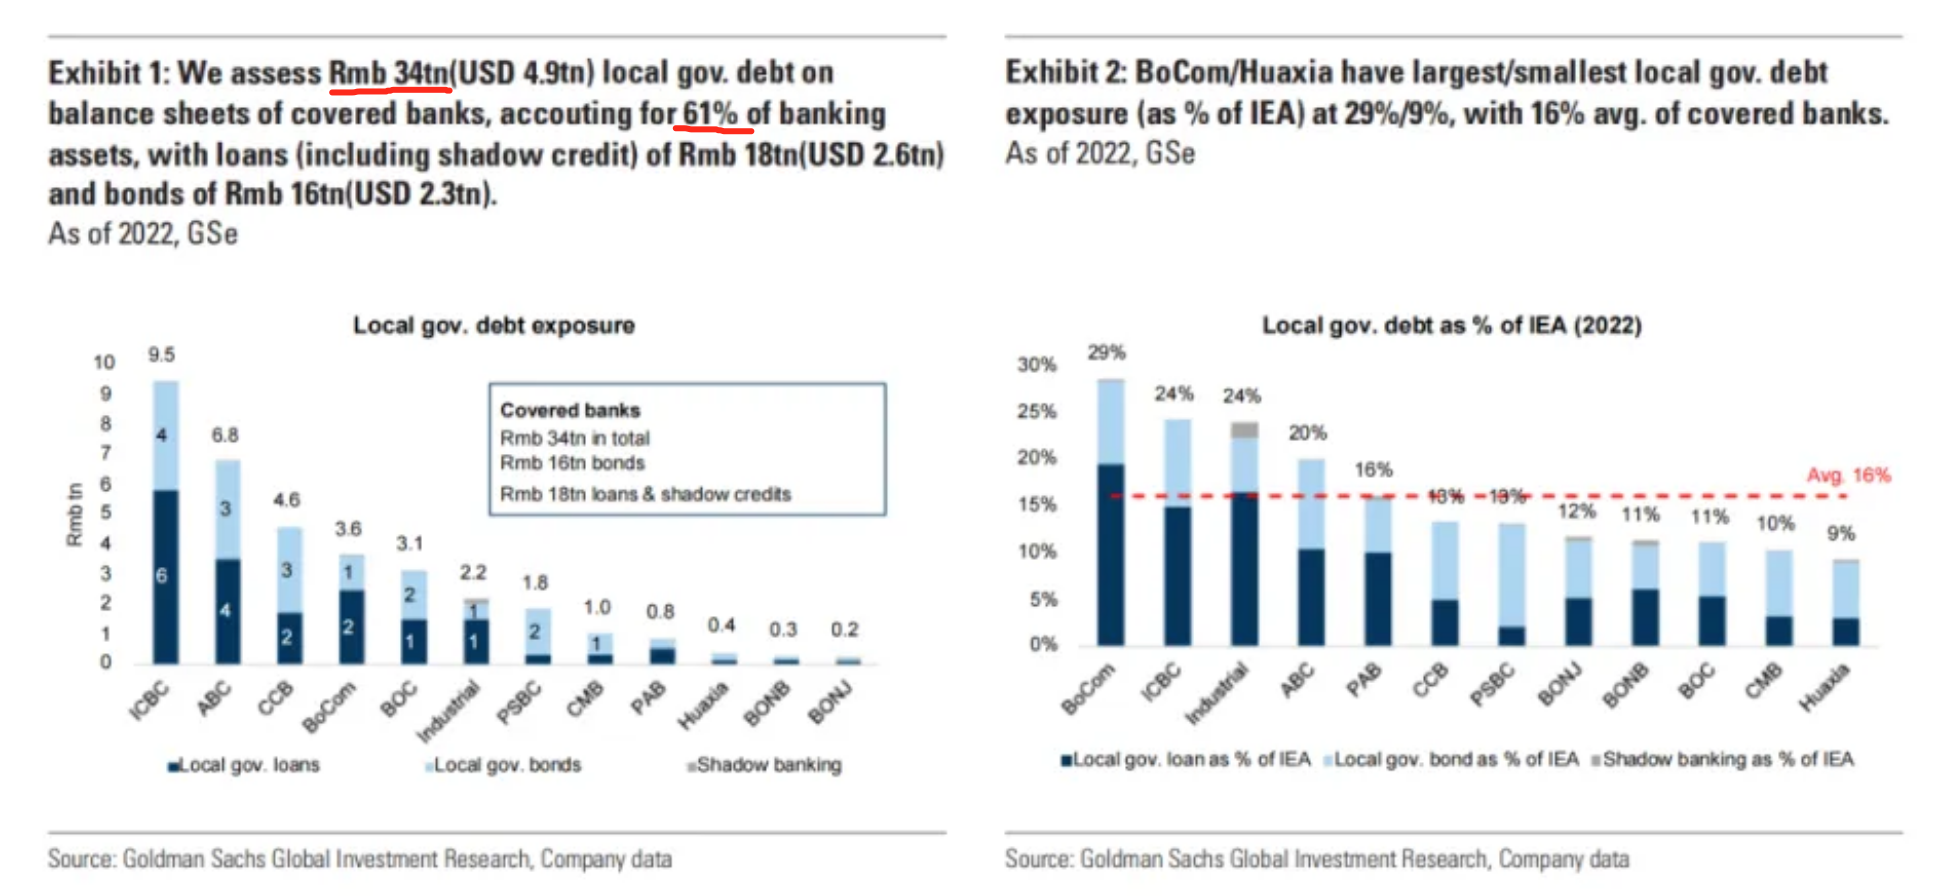 Exhibit 1: We assess Rmb 34tn(USD 4.9tn) local gov. debt on
balance sheets of covered banks, accouting for 61% of banking
assets, with loans (including shadow credit) of Rmb 18tn(USD 2.6tn)
and bonds of Rmb 16tn(USD 2.3tn).
As of 2022, GSe
Local gov. debt exposure
Rmb tn
10
9
8
7
6
5
4
3
2
1
0
9.5
6.8
4.6
3.6
3.1
2.2
1.8
1.0
0.8
0.4
0.3
0.2
4
6
3
4
3
2
1
2
2
1
1
1
2
1
Covered banks
Rmb 34tn in total
Rmb 16tn bonds
Rmb 18tn loans & shadow credits
ICBC
ABC
CCB
BoCom
BOC
Industrial
PSBC
CMB
PAB
Huaxia
BONB
BONJ
Local gov. loans
Local gov. bonds
Shadow banking
Source: Goldman Sachs Global Investment Research, Company data
Exhibit 2: BoCom/Huaxia have largest/smallest local gov. debt
exposure (as % of IEA) at 29%/9%, with 16% avg. of covered banks.
As of 2022, GSe
Local gov. debt as % of IEA (2022)
30%
25%
20%
15%
10%
5%
0%
29%
24%
24%
20%
16%
13%
13%
12%
11%
11%
10%
9%
Avg. 16%
BoCom
ICBC
Industrial
ABC
PAB
CCB
PSBC
BONJ
BONB
BOC
CMB
Huaxia
Local gov. loan as % of IEA
Local gov. bond as % of IEA
Shadow banking as % of IEA
Source: Goldman Sachs Global Investment Research, Company data